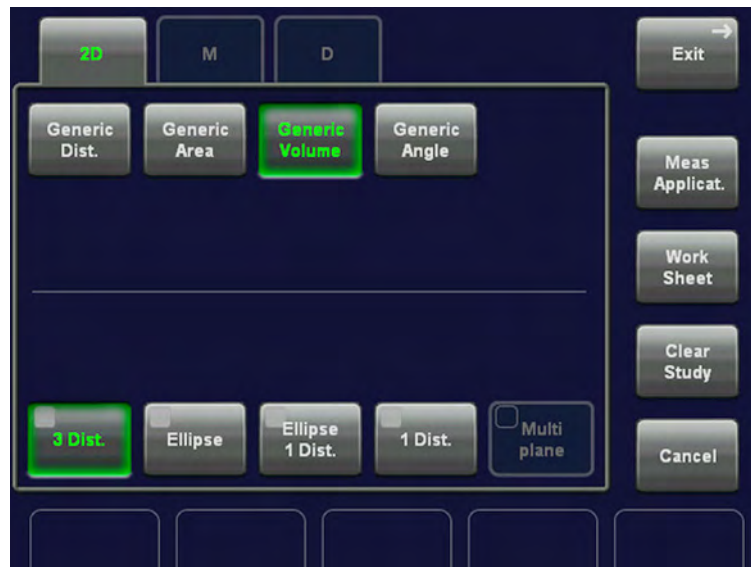 2D
M
D
Exit
Generic
Dist.
Generic
Area
Generic
Volume
Generic
Angle
Meas
Applicat.
Work
Sheet
Clear
Study
3 Dist.
Ellipse
Ellipse
1 Dist.
1 Dist.
Multi
plane
Cancel